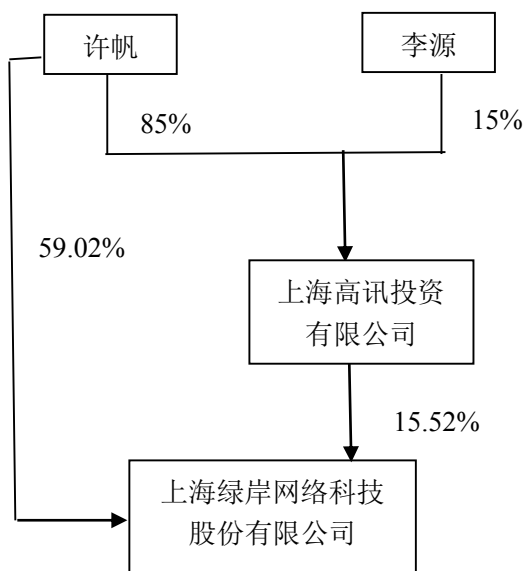 许帆
李源
85%
15%
59.02%
上海高讯投资
有限公司
15.52%
上海绿岸网络科技
股份有限公司